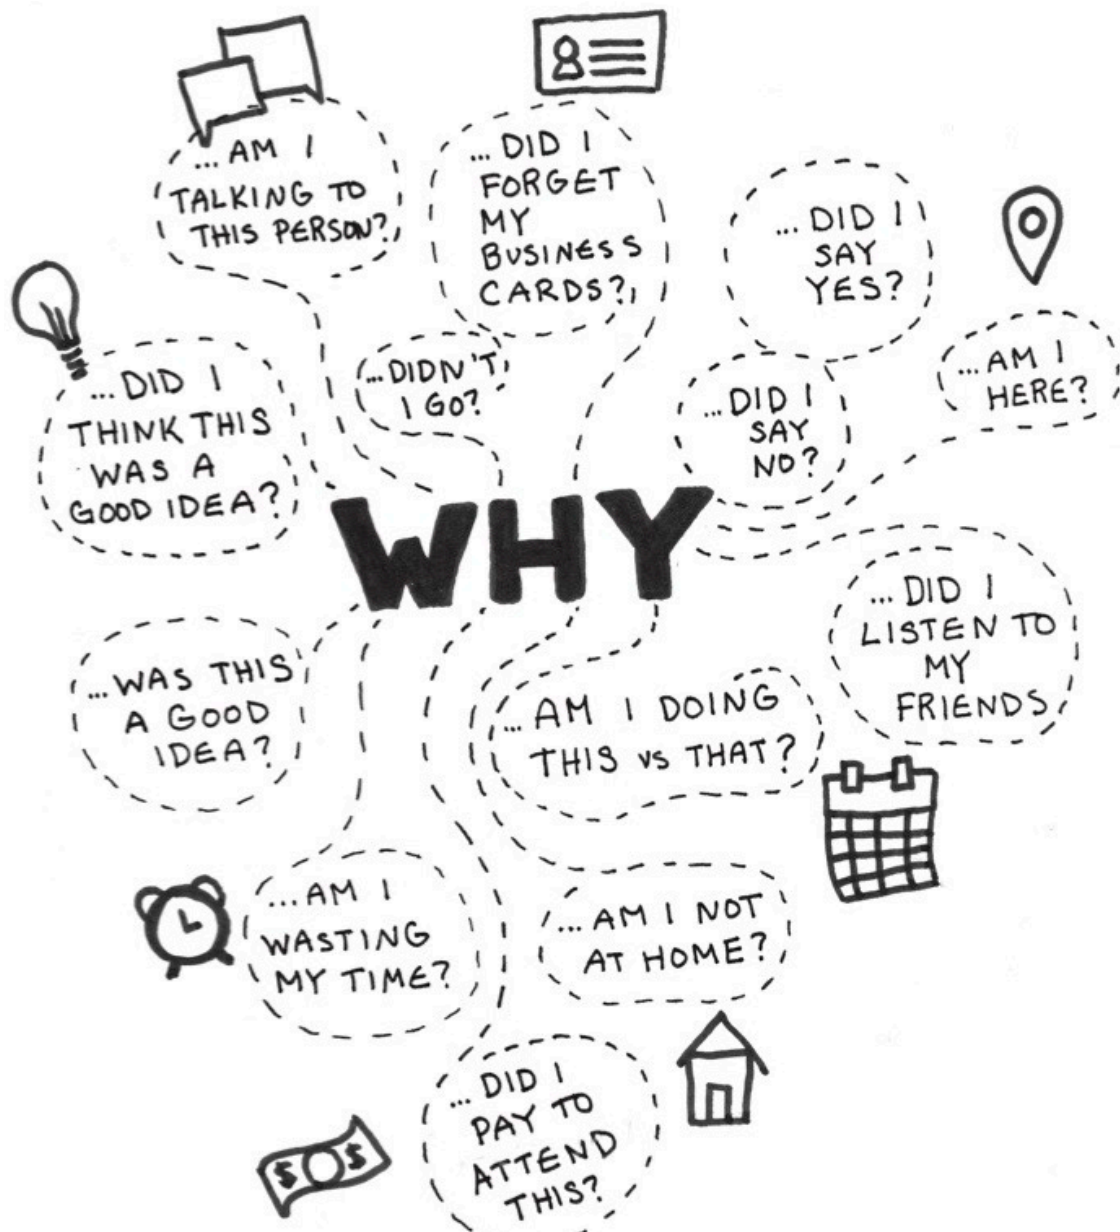 ...AM I
TALKING TO
THIS PERSON?
...DID I
FORGET
MY
BUSINESS
CARDS?
...DID I
SAY
YES?
...AM I
HERE?
...DID I
THINK THIS
WAS A
GOOD IDEA?
...DIDN'T
I GO?
...DID I
SAY
NO?
WHY
...DID I
LISTEN TO
MY
FRIENDS
...WAS THIS
A GOOD
IDEA?
...AM I DOING
THIS vs THAT?
...AM I
WASTING
MY TIME?
...AM I NOT
AT HOME?
...DID I
PAY TO
ATTEND
THIS?
$ $